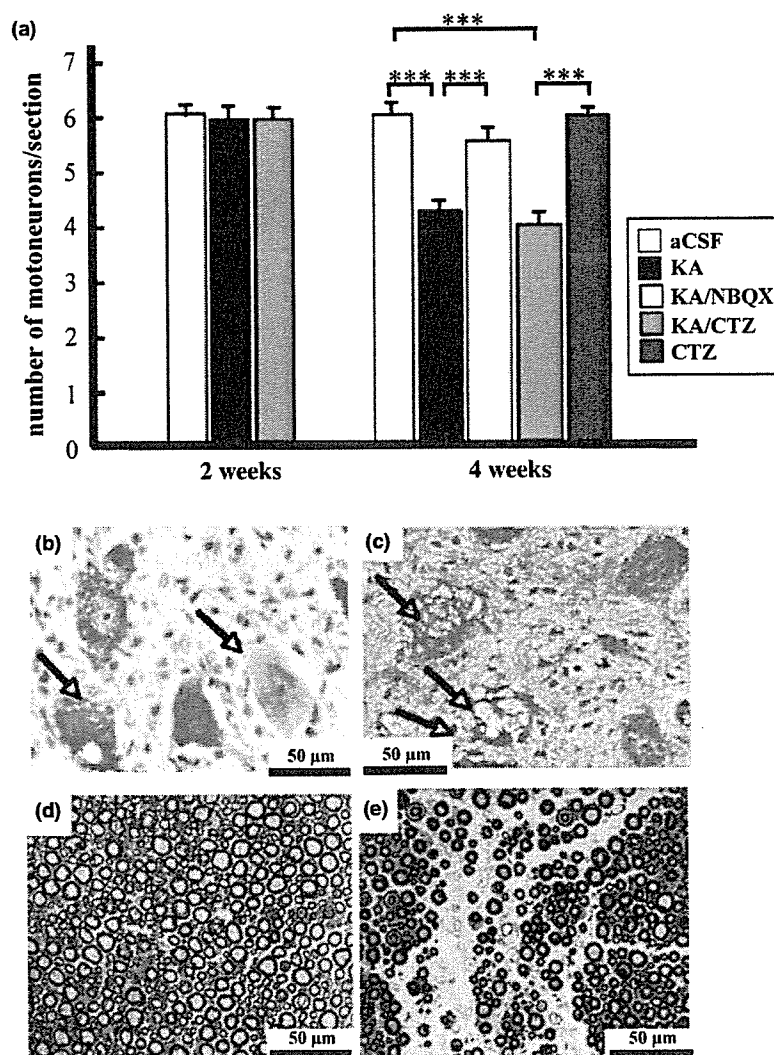 (a)
***
*** *** ***
number of motoneurons/section
7
6
5
4
3
2
1
0
2 weeks
4 weeks
aCSF
KA
KA/NBQX
KA/CTZ
CTZ
(b)
50 µm
(c)
50 µm
(d)
50 µm
(e)
50 µm